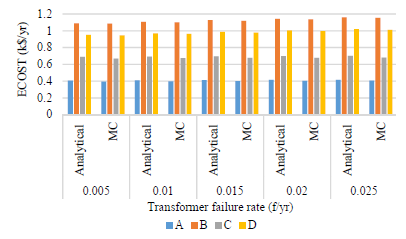 1.2
1
0.8
0.6
0.4
0.2
0
ECOST (k$/yr)
Analytical MC Analytical MC Analytical MC Analytical MC Analytical MC
0.005 0.01 0.015 0.02 0.025
Transformer failure rate (f/yr)
A B C D